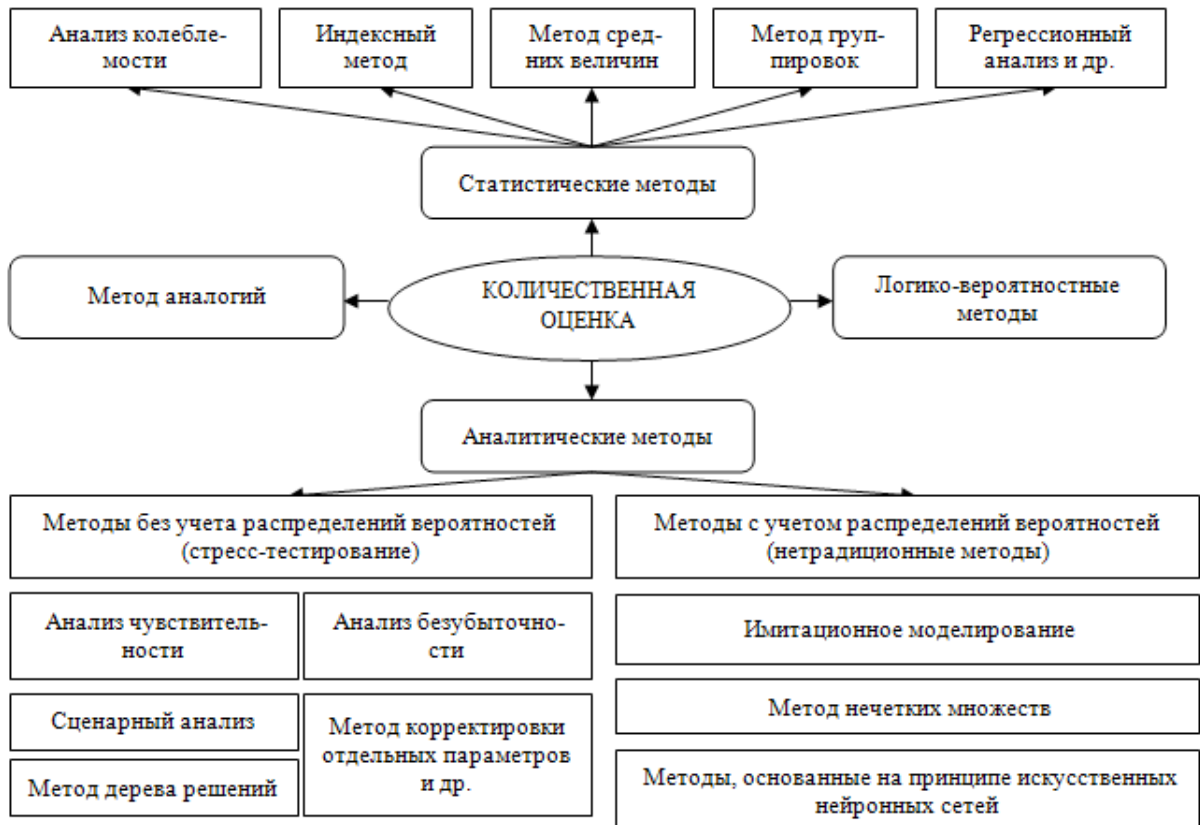 Анализ колебле-
мости
Индексный
метод
Метод сред-
них величин
Метод груп-
пировок
Регрессионный
анализ и др.
Статистические методы
Метод аналогий
КОЛИЧЕСТВЕННАЯ
ОЦЕНКА
Логико-вероятностные
методы
Аналитические методы
Методы без учета распределений вероятностей
(стресс-тестирование)
Методы с учетом распределений вероятностей
(нетрадиционные методы)
Анализ чувствитель-
ности
Анализ безубыточно-
сти
Имитационное моделирование
Сценарный анализ
Метод корректировки
отдельных параметров
и др.
Метод нечетких множеств
Метод дерева решений
Методы, основанные на принципе искусственных
нейронных сетей